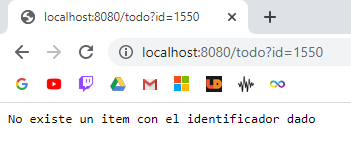 localhost:8080/todo?id=1550
localhost:8080/todo?id=1550
No existe un item con el identificador dado